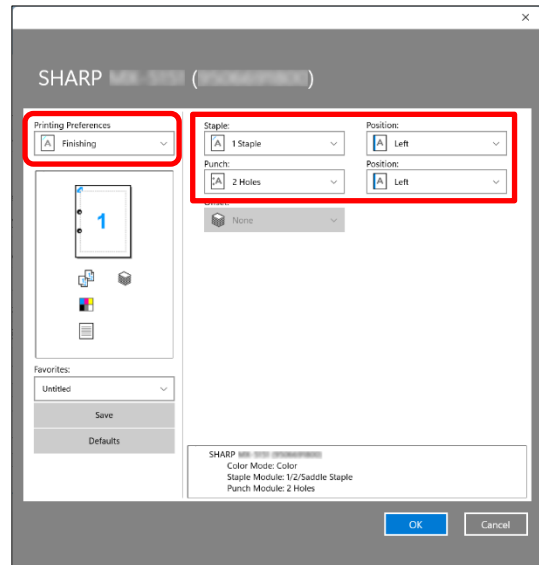 SHARP ( )
Printing Preferences
Finishing
Staple:
Position:
1 Staple
Left
Punch:
Position:
2 Holes
Left
None
1
Favorites:
Untitled
Save
Defaults
SHARP
Color Mode: Color
Staple Module: 1/2/Saddle Staple
Punch Module: 2 Holes
OK
Cancel